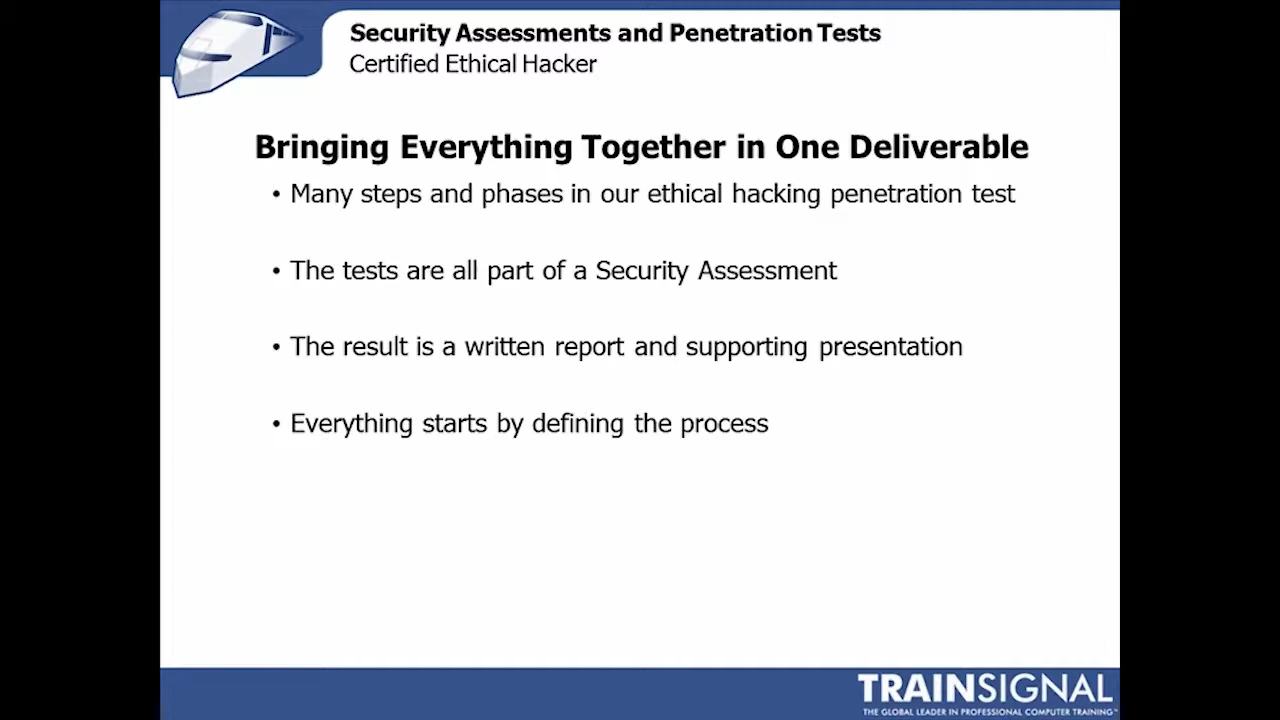 Security Assessments and Penetration Tests
Certified Ethical Hacker
Bringing Everything Together in One Deliverable
• Many steps and phases in our ethical hacking penetration test
• The tests are all part of a Security Assessment
• The result is a written report and supporting presentation
• Everything starts by defining the process
TRAINSIGNAL
THE GLOBAL LEADER IN PROFESSIONAL COMPUTER TRAINING™